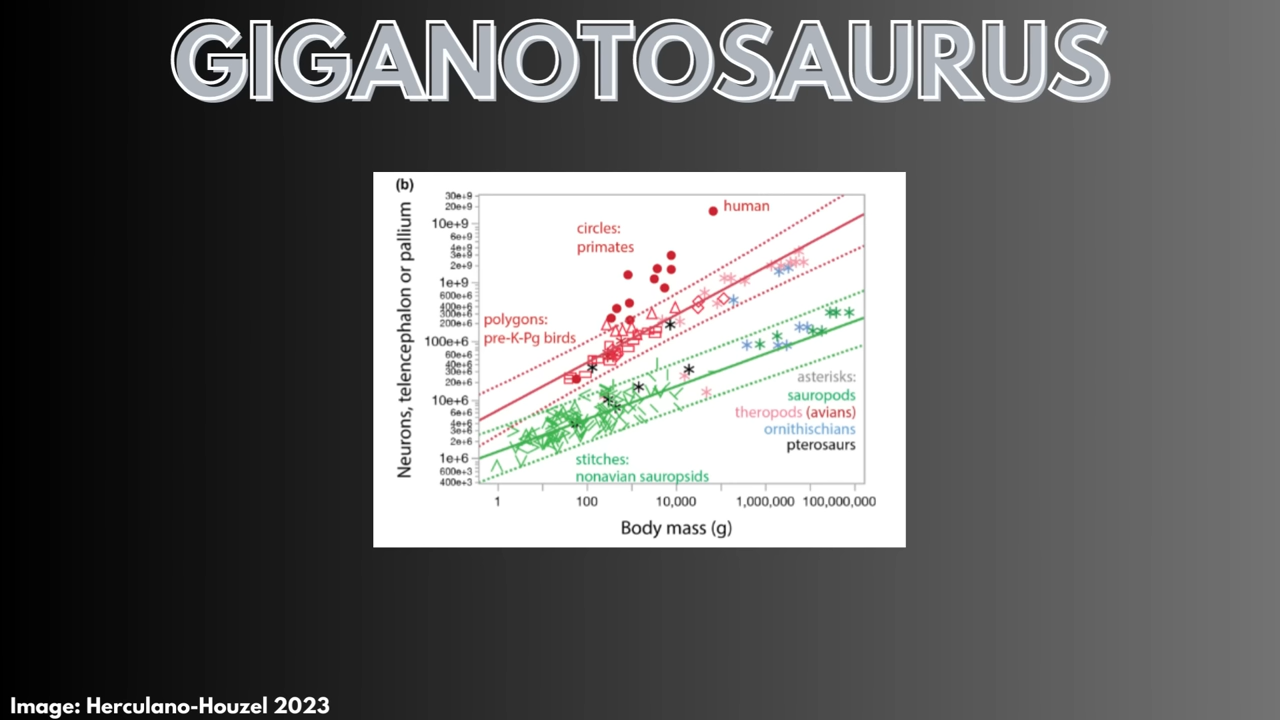 GIGANOTOSAURUS
(b)
Neurons, telencephalon or pallium
30e+9
20e+9
10e+9
6e+9
4e+9
3e+9
2e+9
1e+9
600e+6
400e+6
300e+6
200e+6
100e+6
60e+6
40e+6
30e+6
20e+6
10e+6
6e+6
4e+6
3e+6
2e+6
1e+6
600e+3
400e+3
human
circles:
primates
polygons:
pre-K-Pg birds
asterisks:
sauropods
theropods (avians)
ornithischians
pterosaurs
stitches:
nonavian sauropsids
1
100
10,000
1,000,000
100,000,000
Body mass (g)
Image: Herculano-Houzel 2023